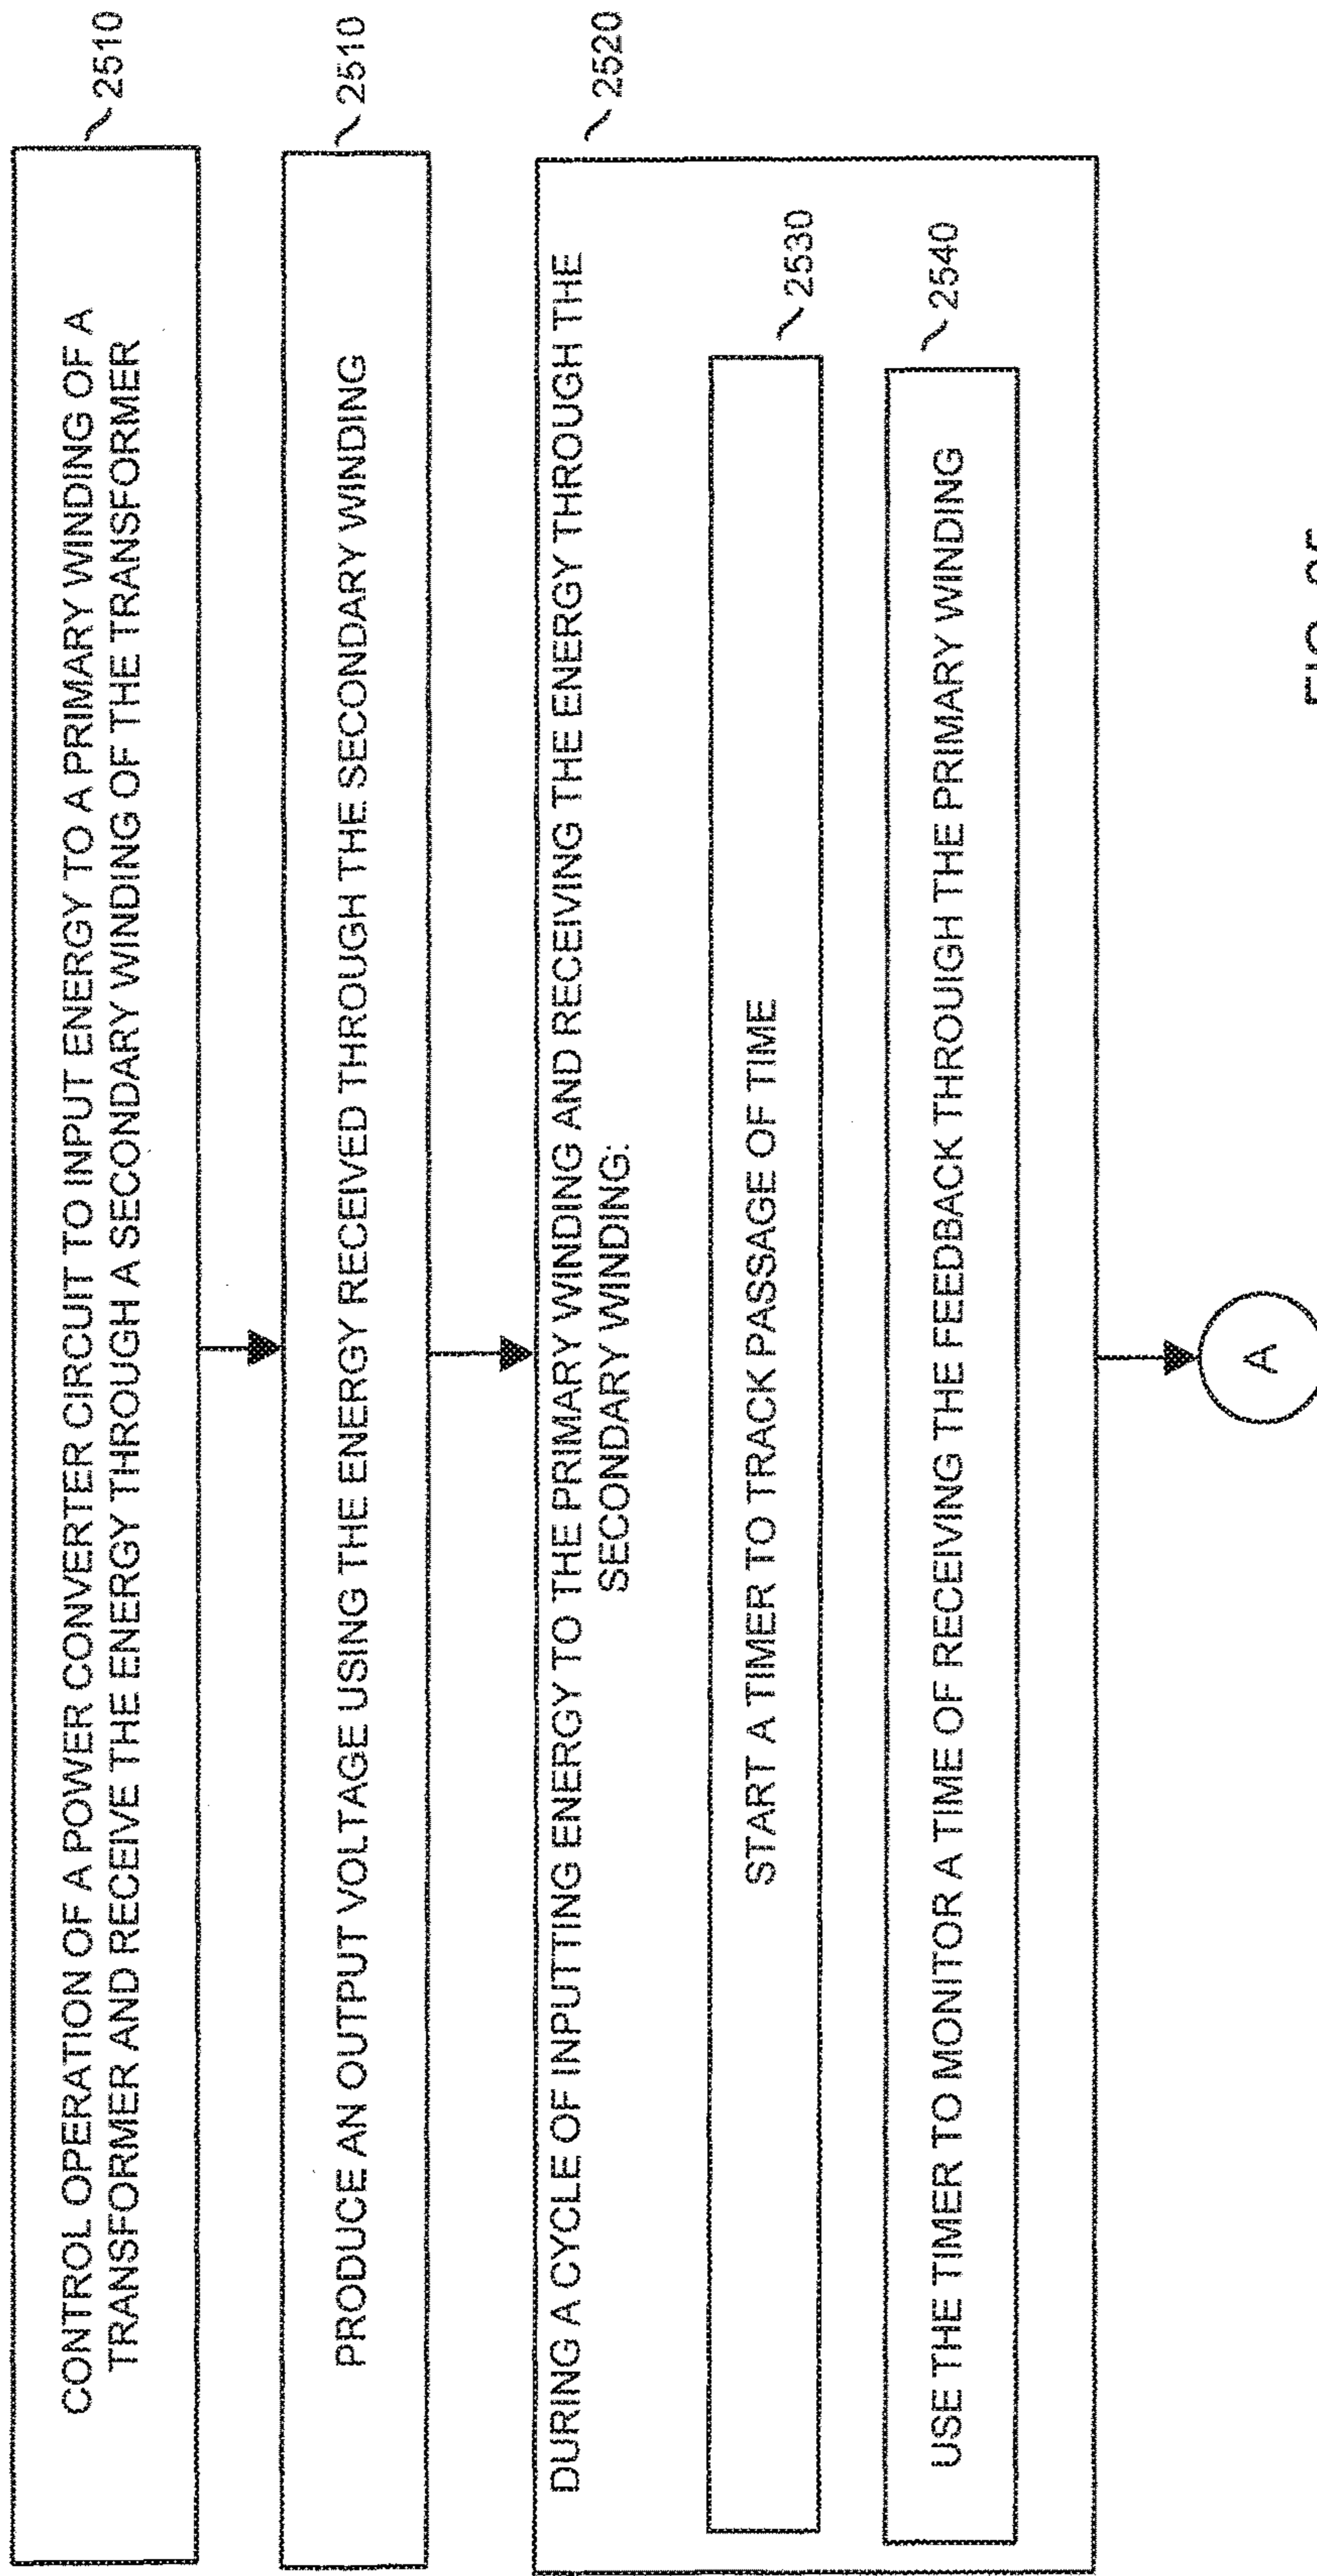 CONTROL OPERATION OF A POWER CONVERTER CIRCUIT TO INPUT ENERGY TO A PRIMARY WINDING OF A
TRANSFORMER AND RECEIVE THE ENERGY THROUGH A SECONDARY WINDING OF THE TRANSFORMER
2510
PRODUCE AN OUTPUT VOLTAGE USING THE ENERGY RECEIVED THROUGH THE SECONDARY WINDING
2510
DURING A CYCLE OF INPUTTING ENERGY TO THE PRIMARY WINDING AND RECEIVING THE ENERGY THROUGH THE
SECONDARY WINDING:
2520
START A TIMER TO TRACK PASSAGE OF TIME
2530
USE THE TIMER TO MONITOR A TIME OF RECEIVING THE FEEDBACK THROUIGH THE PRIMARY WINDING
2540
A
FIG.